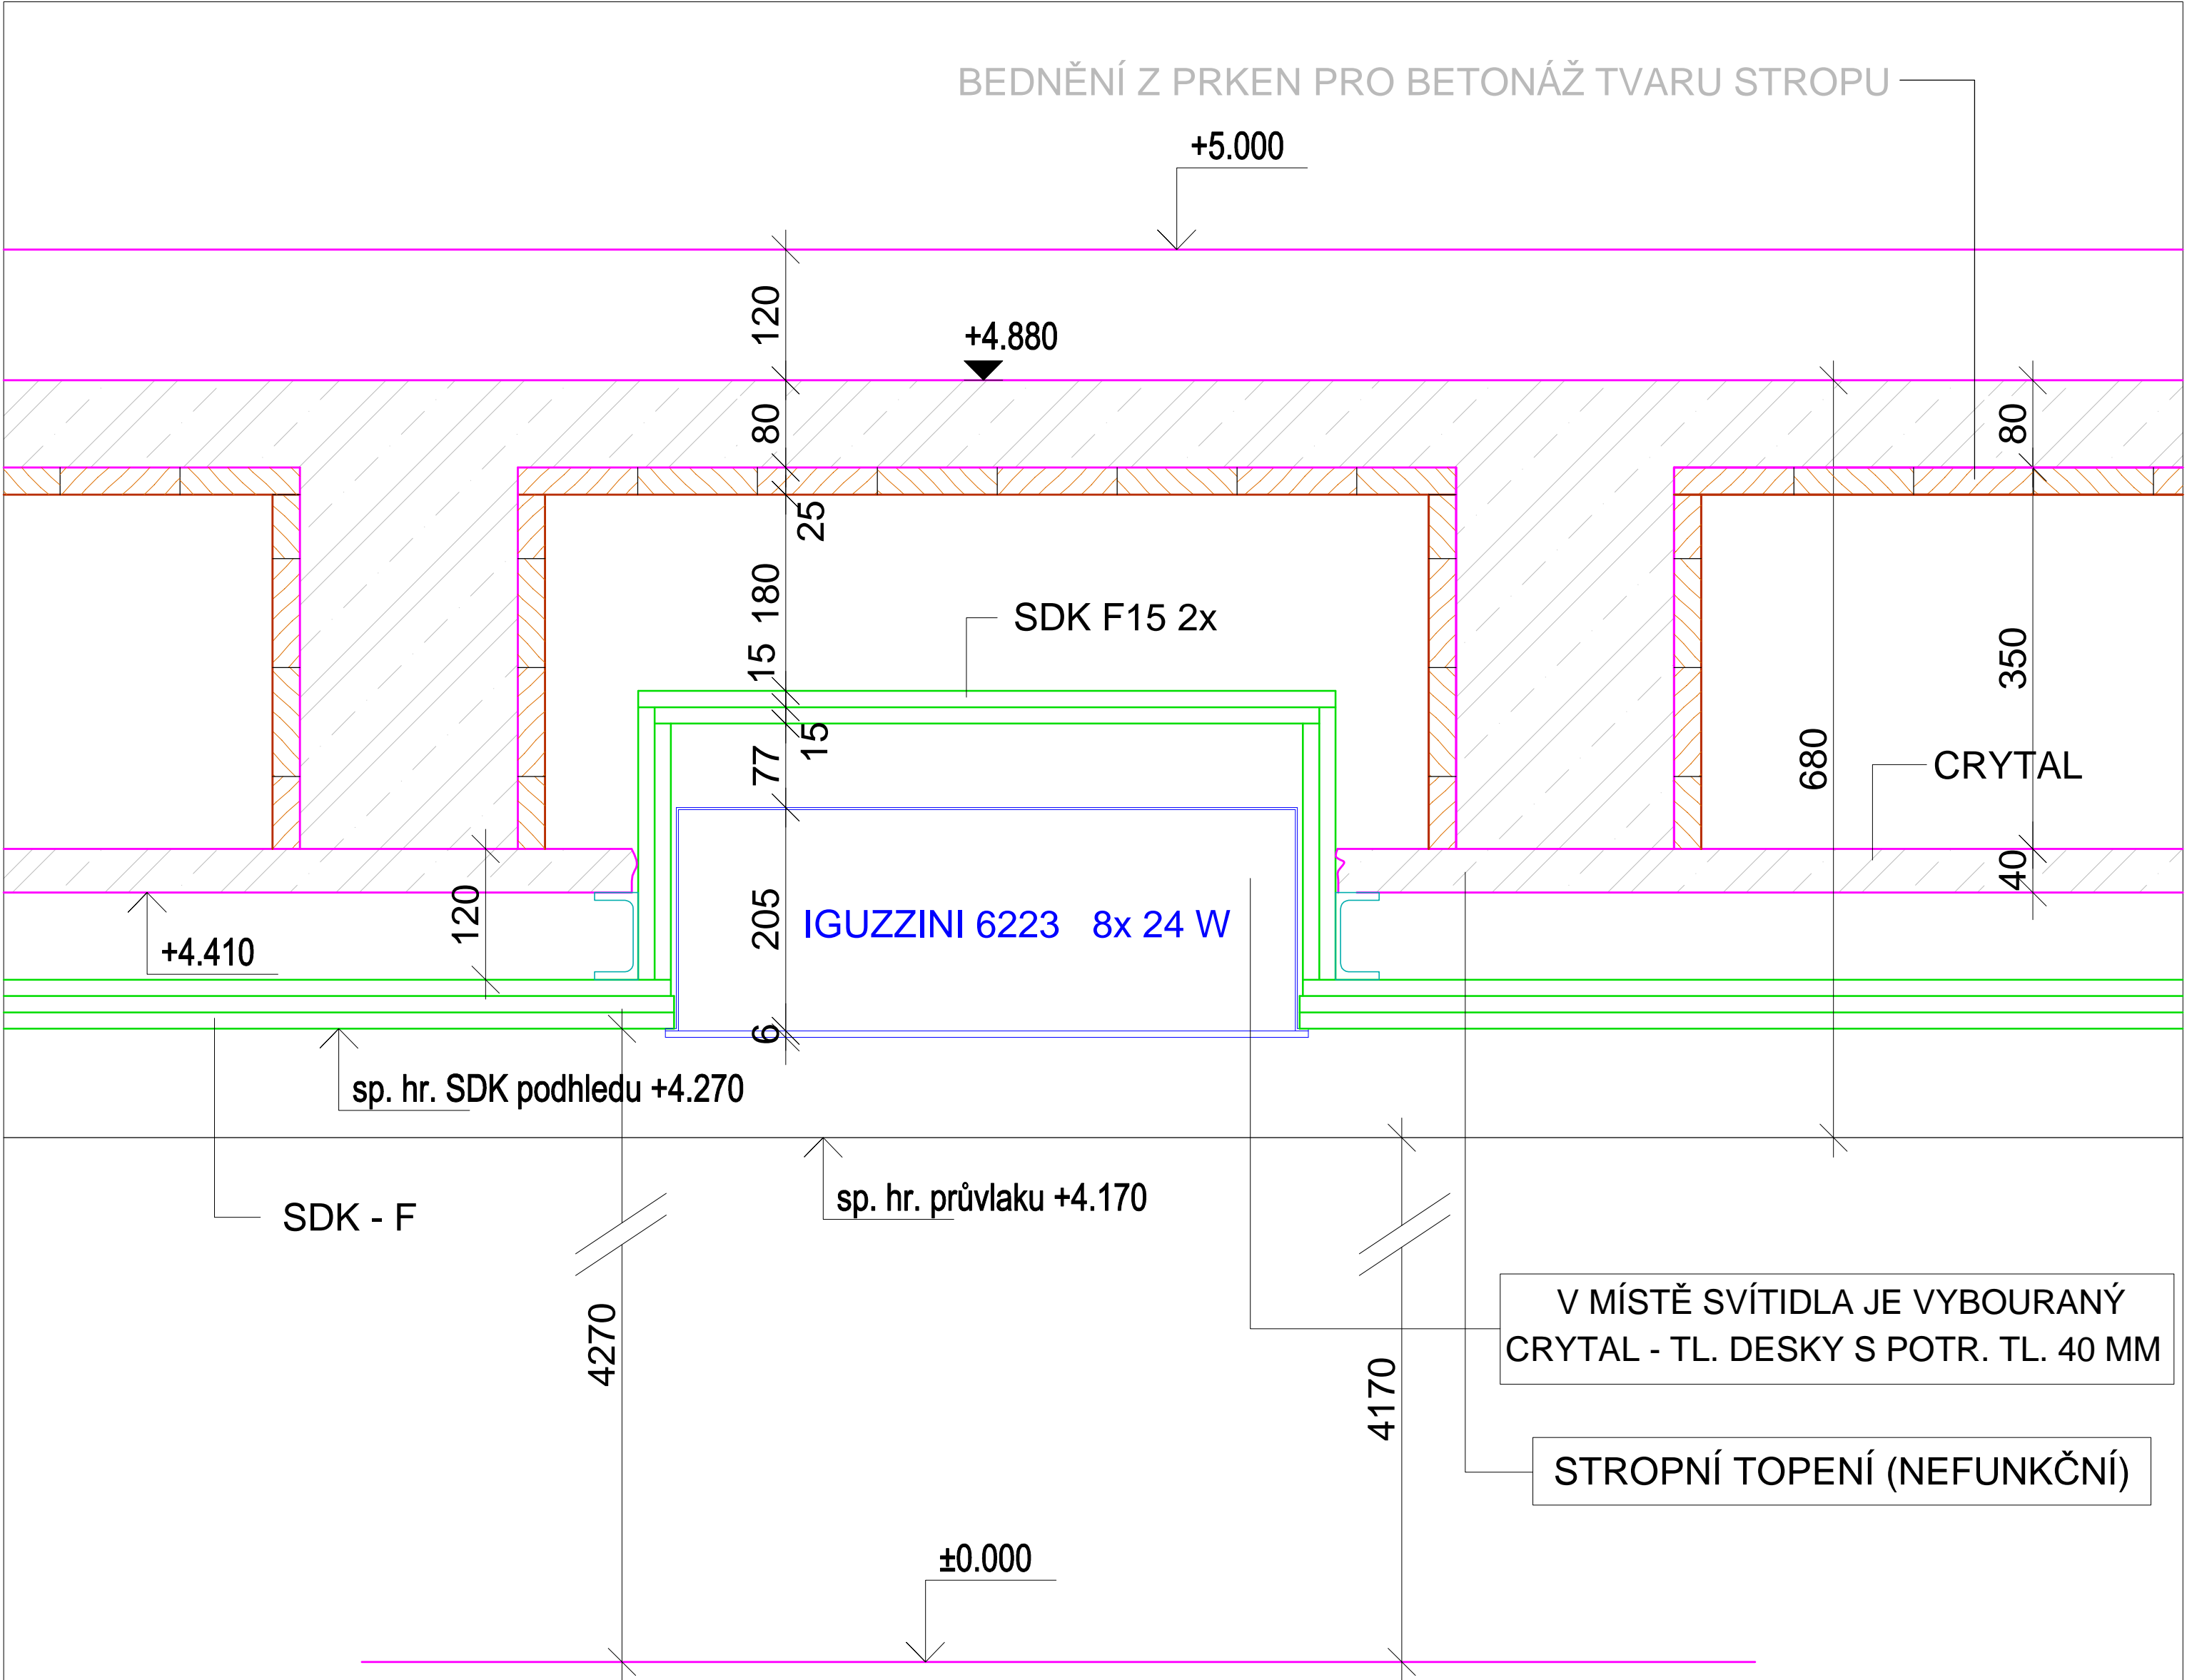 BEDNĚNÍ Z PRKEN PRO BETONÁŽ TVARU STROPU
+5.000
120
+4.880
80
80
25
180
SDK F15 2x
15
350
15
77
680
CRYTAL
40
120
205
IGUZZINI 6223 8x 24 W
+4.410
6
sp. hr. SDK podhledu +4.270
sp. hr. průvlaku +4.170
SDK - F
V MÍSTĚ SVÍTIDLA JE VYBOURANÝ
CRYTAL - TL. DESKY S POTR. TL. 40 MM
4270
4170
STROPNÍ TOPENÍ (NEFUNKČNÍ)
±0.000